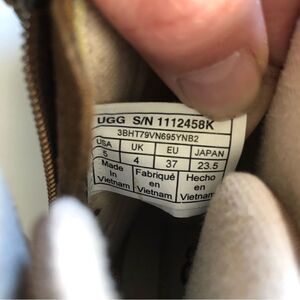 UGG S/N 1112458K
3BHT79VN695YNB2
USA UK EU JAPAN
5 4 37 23.5
Made Fabriqué Hecho
in en en
Vietnam Vietnam Vietnam